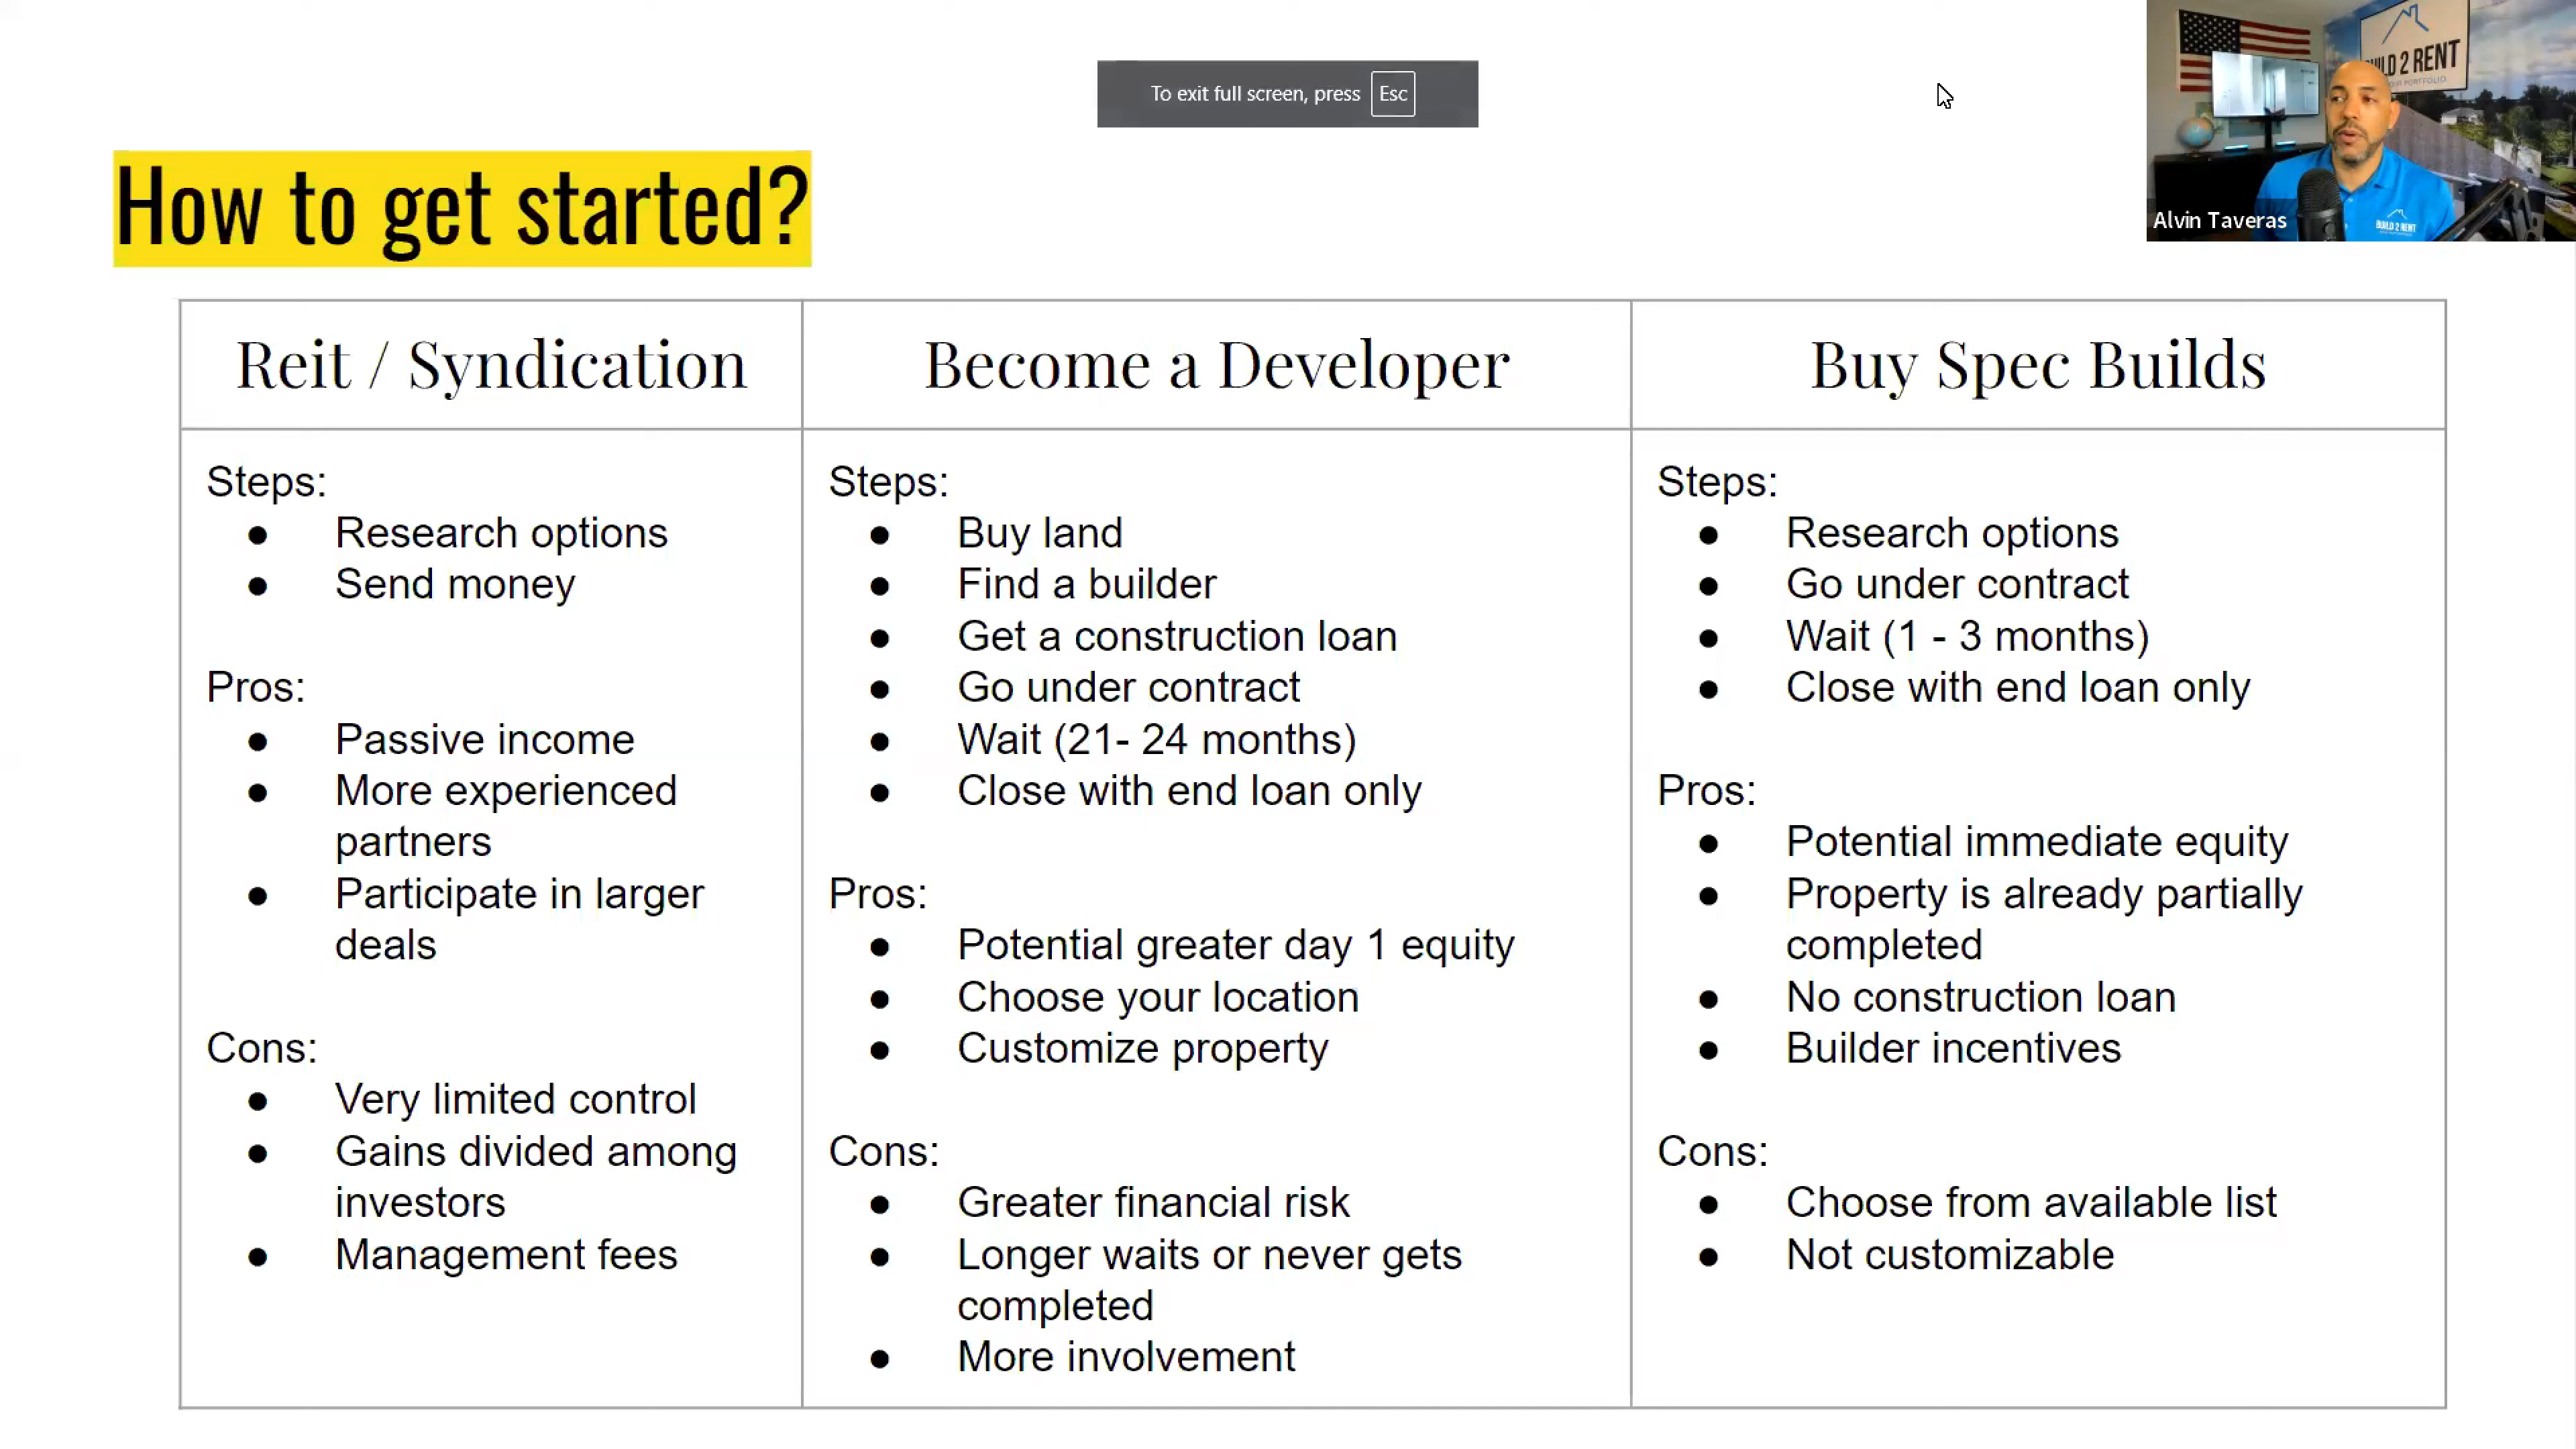 To exit full screen, press Esc
BUILD 2 RENT
Alvin Taveras
BUILD 2 RENT
How to get started?
Reit / Syndication
Become a Developer
Buy Spec Builds
Steps:
● Research options
● Send money
Pros:
● Passive income
● More experienced
partners
● Participate in larger
deals
Cons:
● Very limited control
● Gains divided among
investors
● Management fees
Steps:
● Buy land
● Find a builder
● Get a construction loan
● Go under contract
● Wait (21- 24 months)
● Close with end loan only
Pros:
● Potential greater day 1 equity
● Choose your location
● Customize property
Cons:
● Greater financial risk
● Longer waits or never gets
completed
● More involvement
Steps:
● Research options
● Go under contract
● Wait (1 - 3 months)
● Close with end loan only
Pros:
● Potential immediate equity
● Property is already partially
completed
● No construction loan
● Builder incentives
Cons:
● Choose from available list
● Not customizable